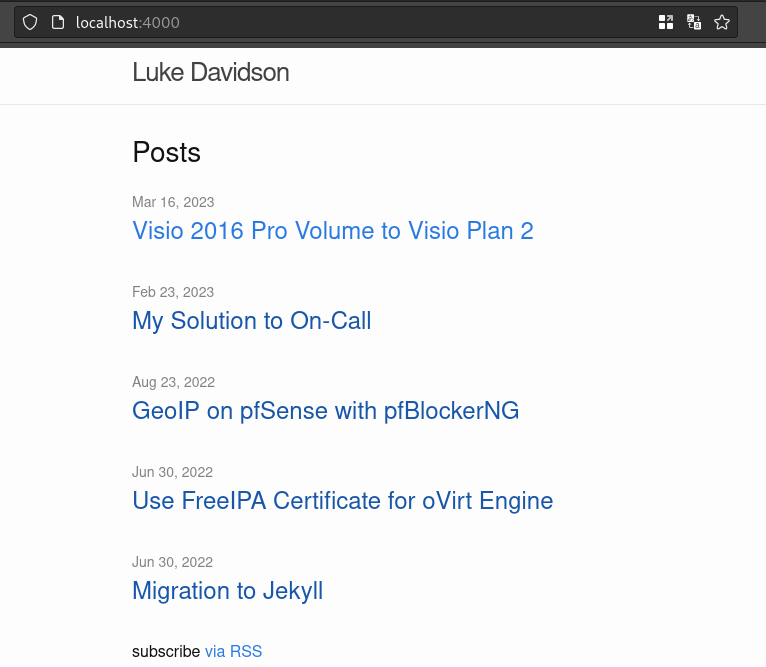 localhost:4000
Luke Davidson
Posts
Mar 16, 2023
Visio 2016 Pro Volume to Visio Plan 2
Feb 23, 2023
My Solution to On-Call
Aug 23, 2022
GeoIP on pfSense with pfBlockerNG
Jun 30, 2022
Use FreeIPA Certificate for oVirt Engine
Jun 30, 2022
Migration to Jekyll
subscribe via RSS